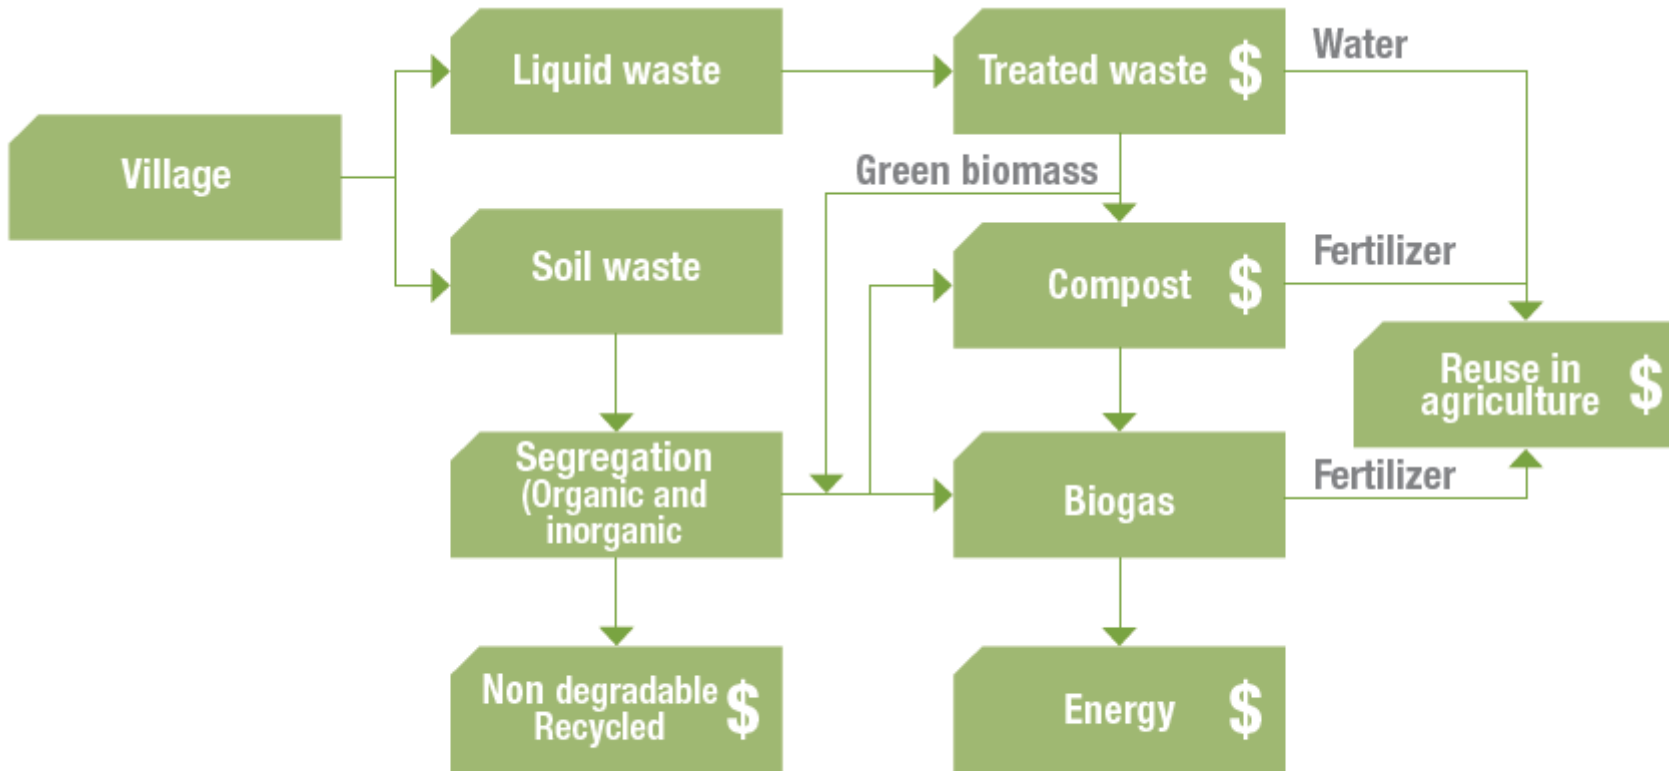 Liquid waste
Treated waste $
Water
Village
Green biomass
Soil waste
Compost $
Fertilizer
Reuse in
agriculture $
Segregation
(Organic and
inorganic
Biogas
Fertilizer
Non degradable
Recycled $
Energy $